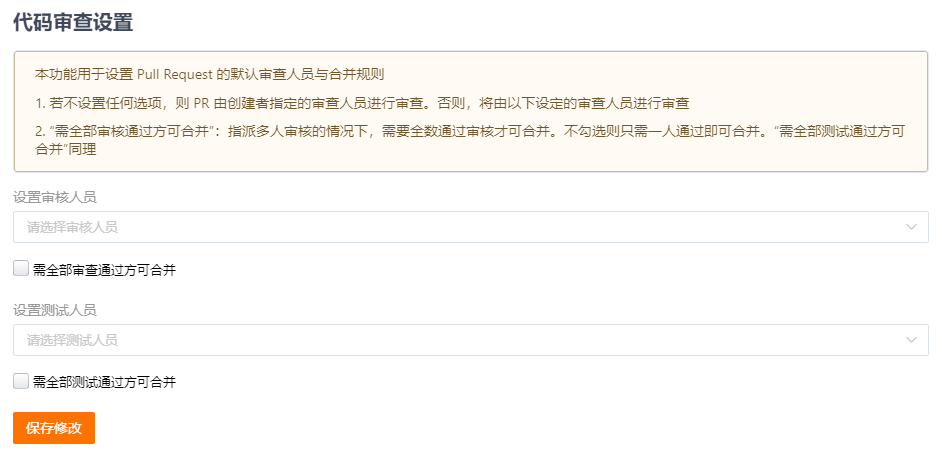 代码审查设置
本功能用于设置 Pull Request 的默认审查人员与合并规则
1. 若不设置任何选项，则 PR 由创建者指定的审查人员进行审查。否则，将由以下设定的审查人员进行审查
2. “需全部审核通过方可合并”：指派多人审核的情况下，需要全数通过审核才可合并。不勾选则只需一人通过即可合并。“需全部测试通过方可
合并”同理
设置审核人员
请选择审核人员
需全部审查通过方可合并
设置测试人员
请选择测试人员
需全部测试通过方可合并
保存修改